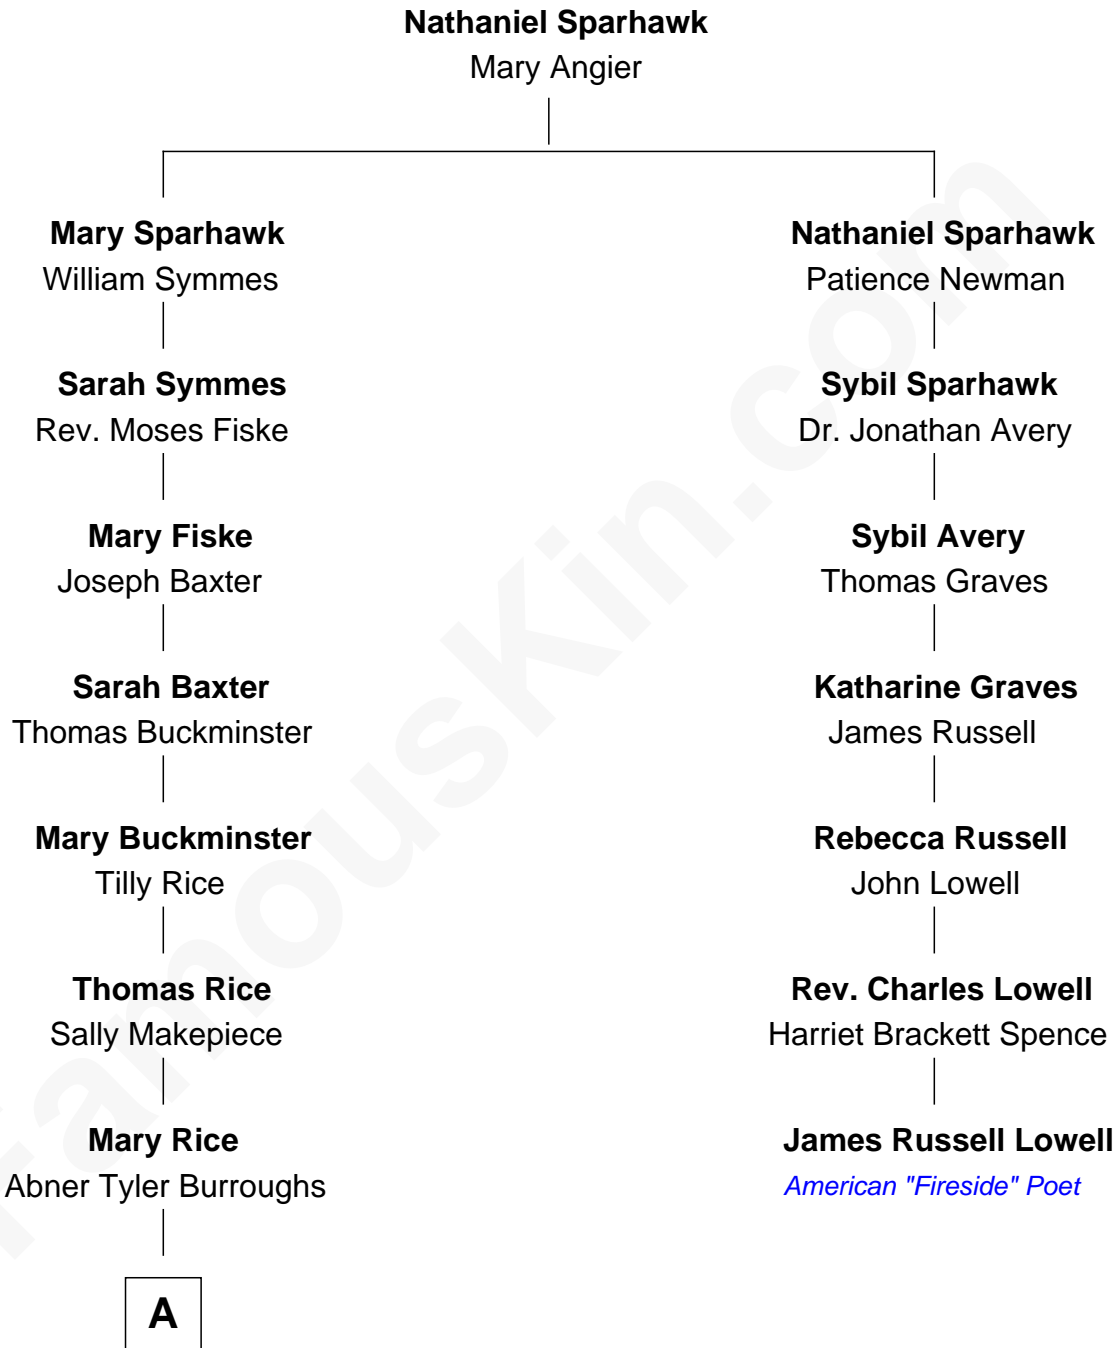 Nathaniel Sparhawk
Mary Angier
Mary Sparhawk
William Symmes
Nathaniel Sparhawk
Patience Newman
Sarah Symmes
Rev. Moses Fiske
Sybil Sparhawk
Dr. Jonathan Avery
Mary Fiske
Joseph Baxter
Sybil Avery
Thomas Graves
Sarah Baxter
Thomas Buckminster
Katharine Graves
James Russell
Mary Buckminster
Tilly Rice
Rebecca Russell
John Lowell
Thomas Rice
Sally Makepiece
Rev. Charles Lowell
Harriet Brackett Spence
Mary Rice
Abner Tyler Burroughs
James Russell Lowell
American "Fireside" Poet
A
FamousKin.com